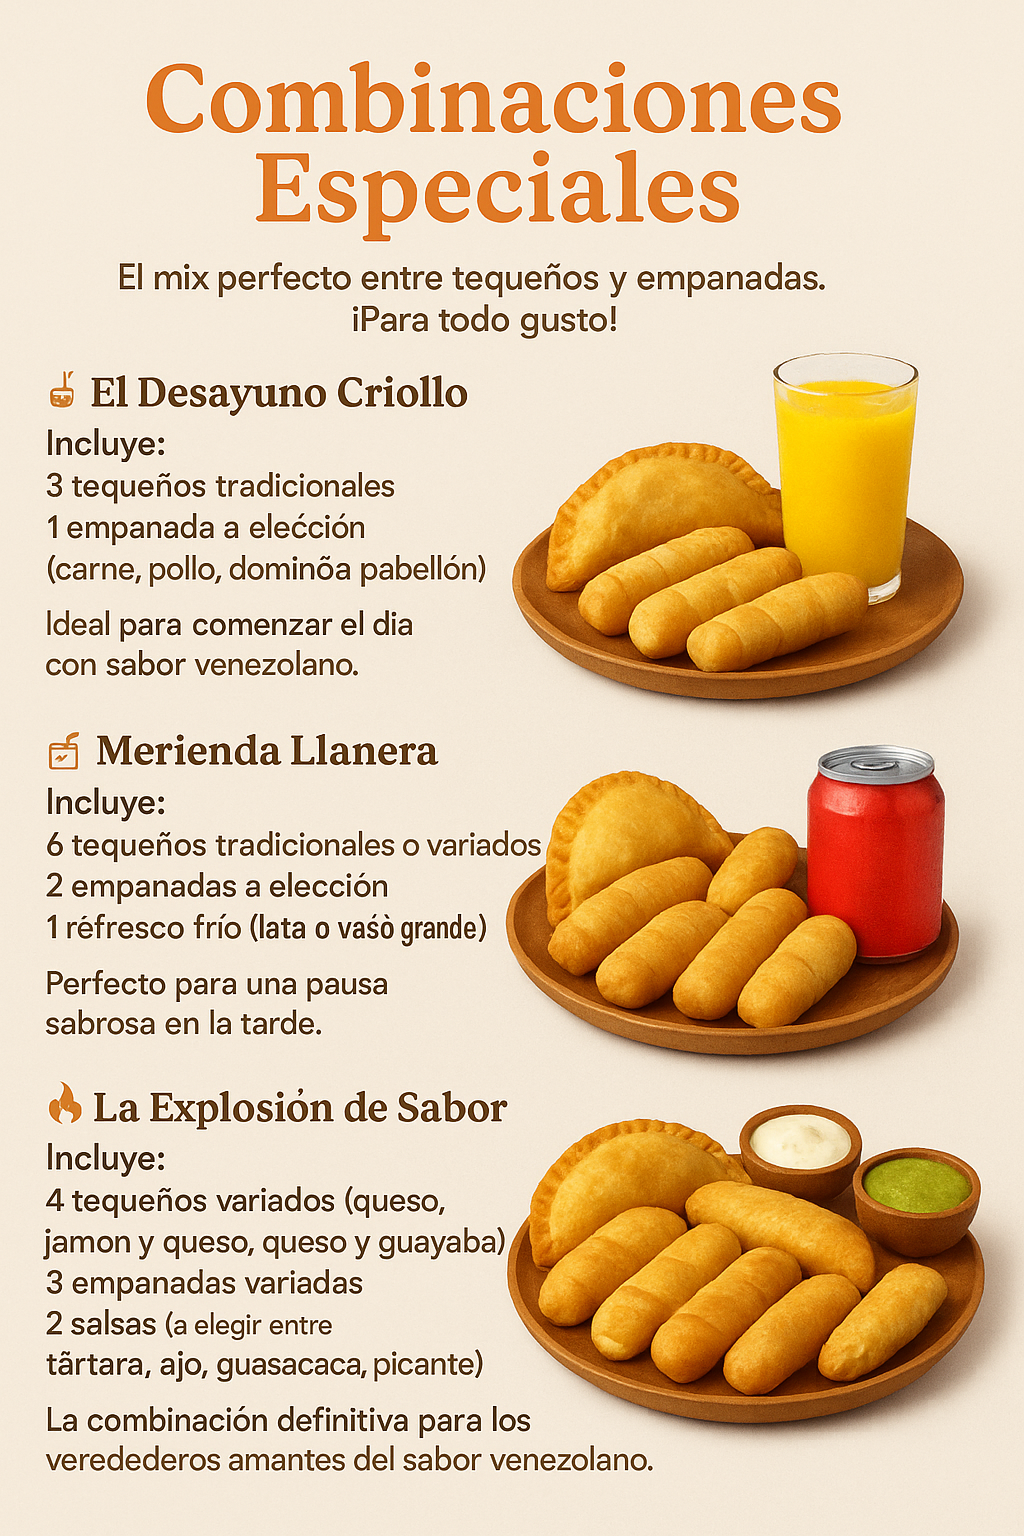 Combinaciones
Especiales
El mix perfecto entre tequeños y empanadas.
¡Para todo gusto!
El Desayuno Criollo
Incluye:
3 tequeños tradicionales
1 empanada a elećción
(carne, pollo, dominõa pabellón)
Ideal para comenzar el dia
con sabor venezolano.
Merienda Llanera
Incluye:
6 tequeños tradicionales o variados
2 empanadas a elección
1 réfresco frío (lata o vaśò grande)
Perfecto para una pausa
sabrosa en la tarde.
La Explosión de Sabor
Incluye:
4 tequeños variados (queso,
jamon y queso, queso y guayaba)
3 empanadas variadas
2 salsas (a elegir entre
tãrtara, ajo, guasacaca, picante)
La combinación definitiva para los
veredederos amantes del sabor venezolano.